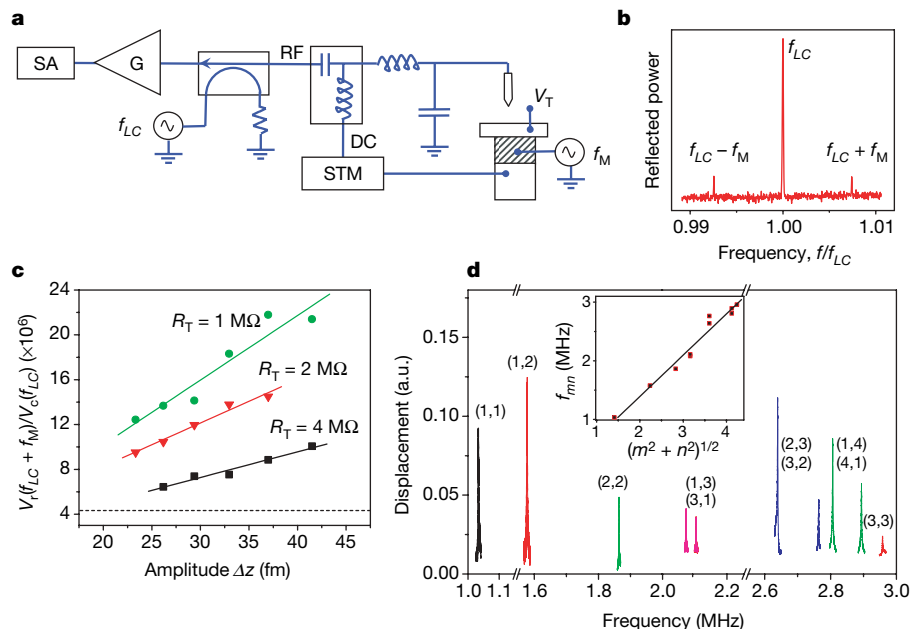 a
SA
G
RF
f_LC
DC
STM
V_T
f_M
b
Reflected power
f_LC
f_LC − f_M
f_LC + f_M
0.99
1.00
1.01
Frequency, f/f_LC
c
V_r(f_LC + f_M)/V_c(f_LC) (×10⁶)
24
20
16
12
8
4
R_T = 1 MΩ
R_T = 2 MΩ
R_T = 4 MΩ
20
25
30
35
40
45
Amplitude Δz (fm)
d
Displacement (a.u.)
0.15
0.10
0.05
0.00
(1,1)
(1,2)
(2,2)
(1,3)
(3,1)
(2,3)
(3,2)
(1,4)
(4,1)
(3,3)
f_mn (MHz)
3
2
1
1
2
3
4
(m² + n²)^1/2
1.0
1.1
1.6
1.8
2.0
2.2
2.6
2.8
3.0
Frequency (MHz)